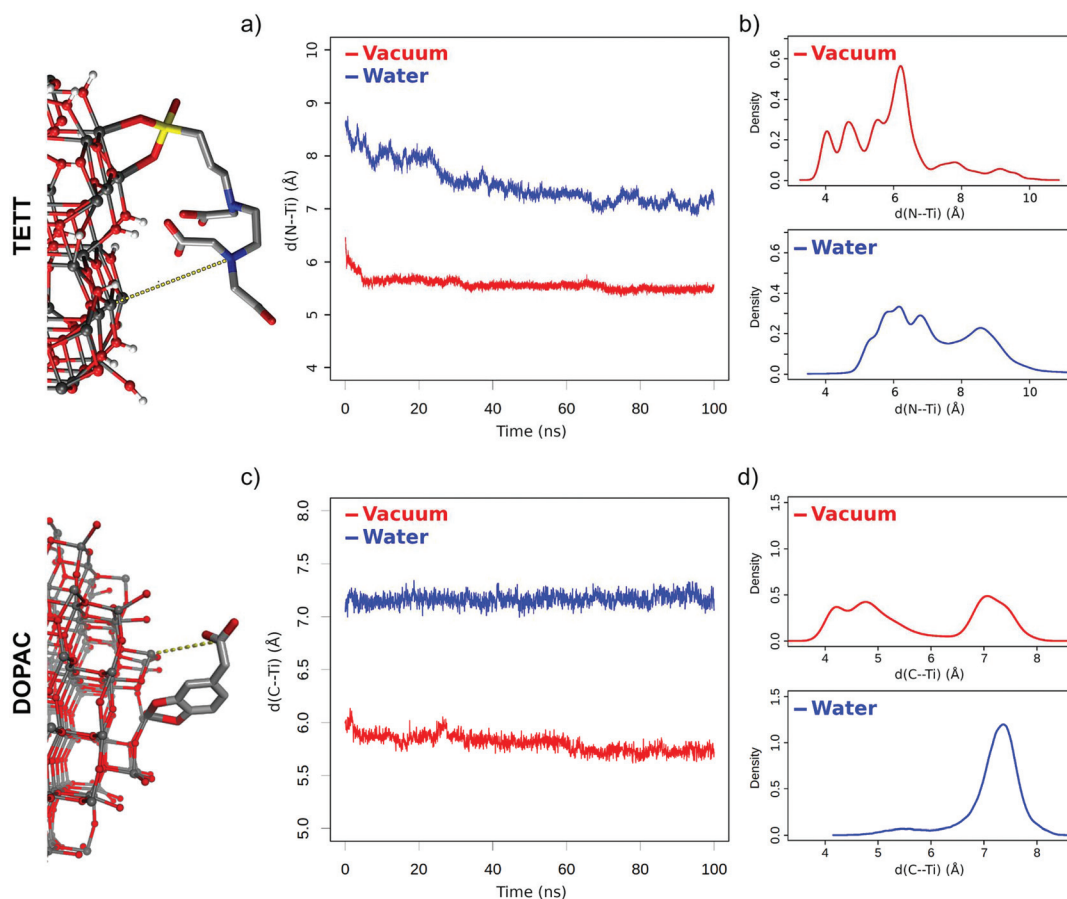 TETT
a)
Vacuum
Water
d(N--Ti) (Å)
10
9
8
7
6
5
4
0 20 40 60 80 100
Time (ns)
b)
Vacuum
Density
0.6
0.4
0.2
0.0
4 6 8 10
d(N--Ti) (Å)
Water
Density
0.6
0.4
0.2
0.0
4 6 8 10
d(N--Ti) (Å)
DOPAC
c)
Vacuum
Water
d(C--Ti) (Å)
8.0
7.5
7.0
6.5
6.0
5.5
5.0
0 20 40 60 80 100
Time (ns)
d)
Vacuum
Density
1.5
1.0
0.5
0.0
4 5 6 7 8
d(C--Ti) (Å)
Water
Density
1.5
1.0
0.5
0.0
4 5 6 7 8
d(C--Ti) (Å)